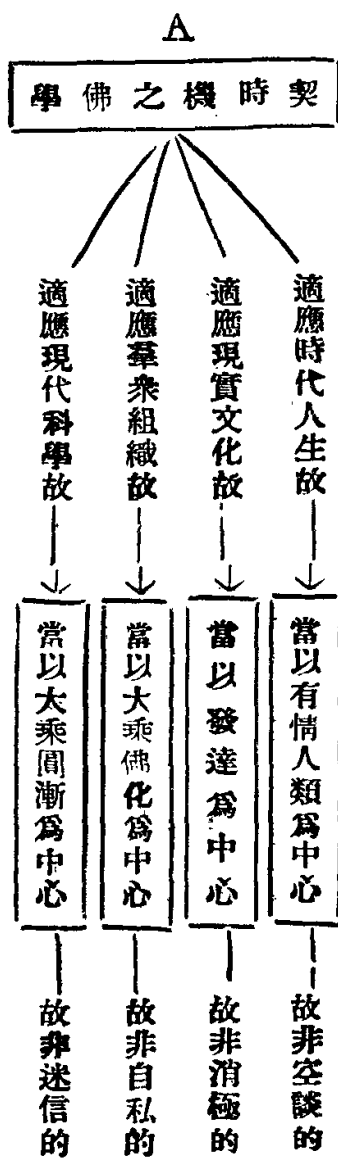 A
契時機之佛學
適應時代人生故
當以有情人類爲中心
故非空談的
適應現實文化故
當以發達爲中心
故非消極的
適應羣衆組織故
當以大乘佛化爲中心
故非自私的
適應現代科學故
當以大乘圓漸爲中心
故非迷信的